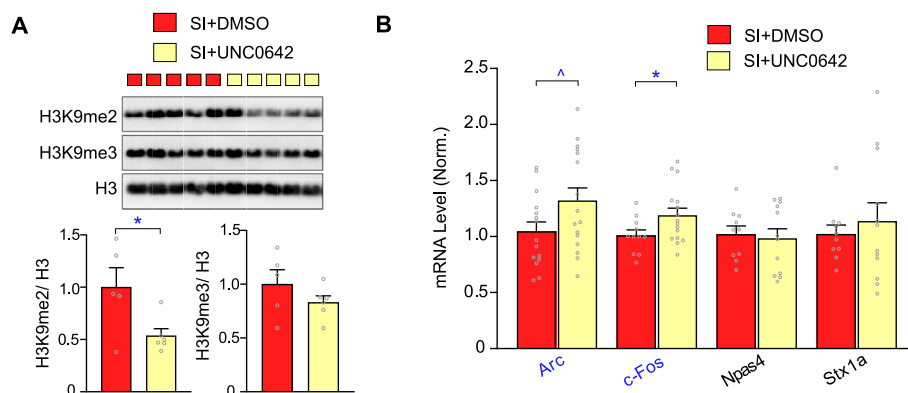 A
SI+DMSO
SI+UNC0642
H3K9me2
H3K9me3
H3
*
1.5
1.0
0.5
0
H3K9me2/ H3
1.5
1.0
0.5
0
H3K9me3/ H3
B
SI+DMSO
SI+UNC0642
^
*
2.5
2.0
1.5
1.0
0.5
0
mRNA Level (Norm.)
Arc
c-Fos
Npas4
Stx1a